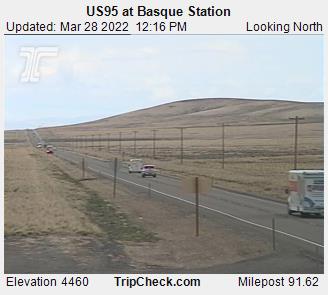 US95 at Basque Station
Updated: Mar 28 2022 12:16 PM Looking North
Elevation 4460 TripCheck.com Milepost 91.62